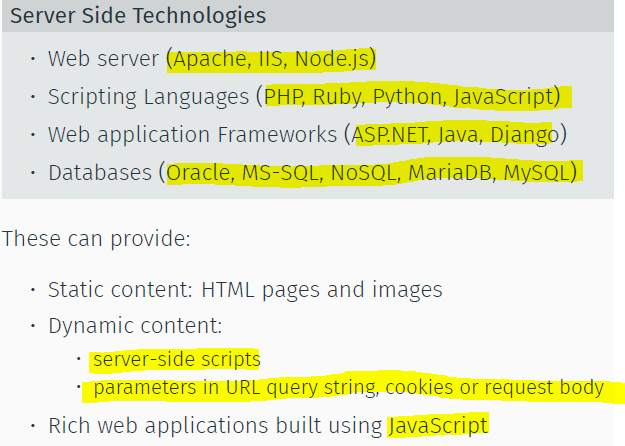 Server Side Technologies
• Web server (Apache, IIS, Node.js)
• Scripting Languages (PHP, Ruby, Python, JavaScript)
• Web application Frameworks (ASP.NET, Java, Django)
• Databases (Oracle, MS-SQL, NoSQL, MariaDB, MySQL)
These can provide:
• Static content: HTML pages and images
• Dynamic content:
• server-side scripts
• parameters in URL query string, cookies or request body
• Rich web applications built using JavaScript